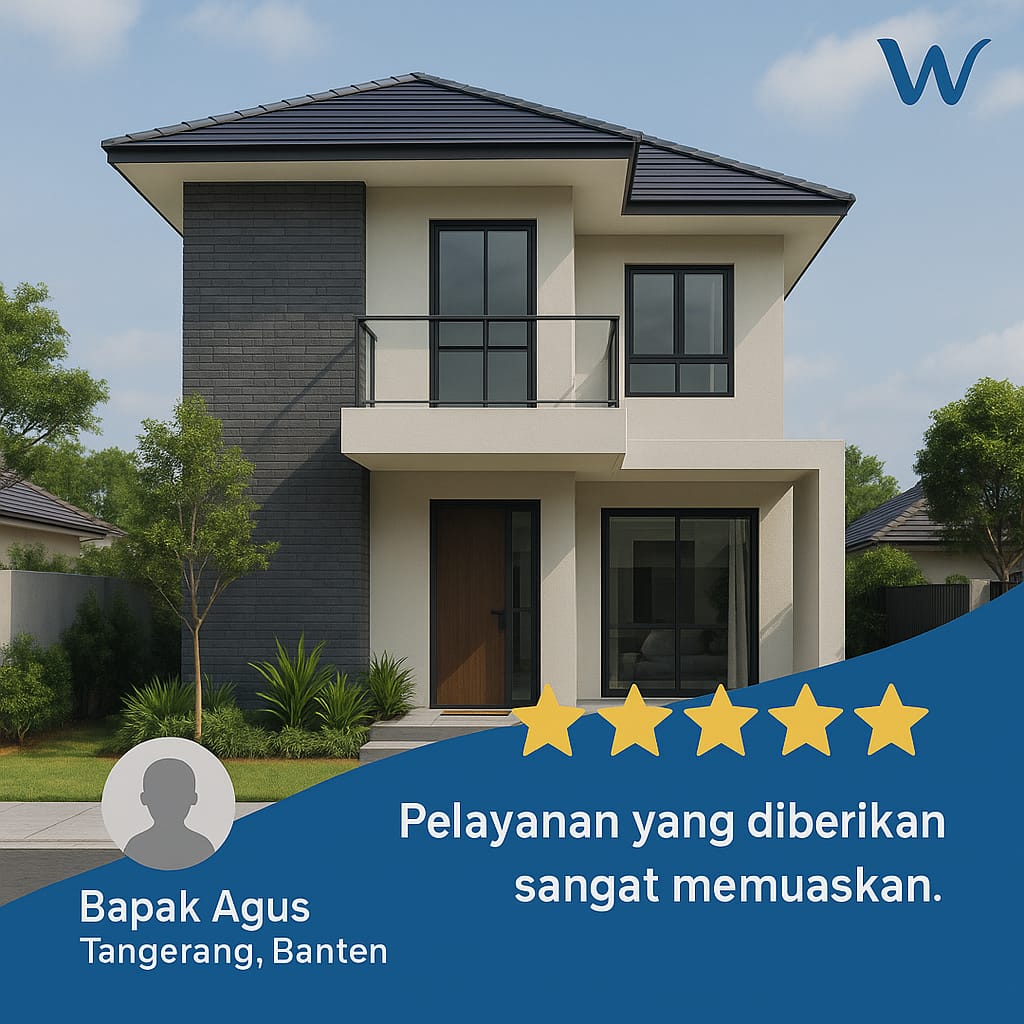 W
Pelayanan yang diberikan
sangat memuaskan.
Bapak Agus
Tangerang, Banten